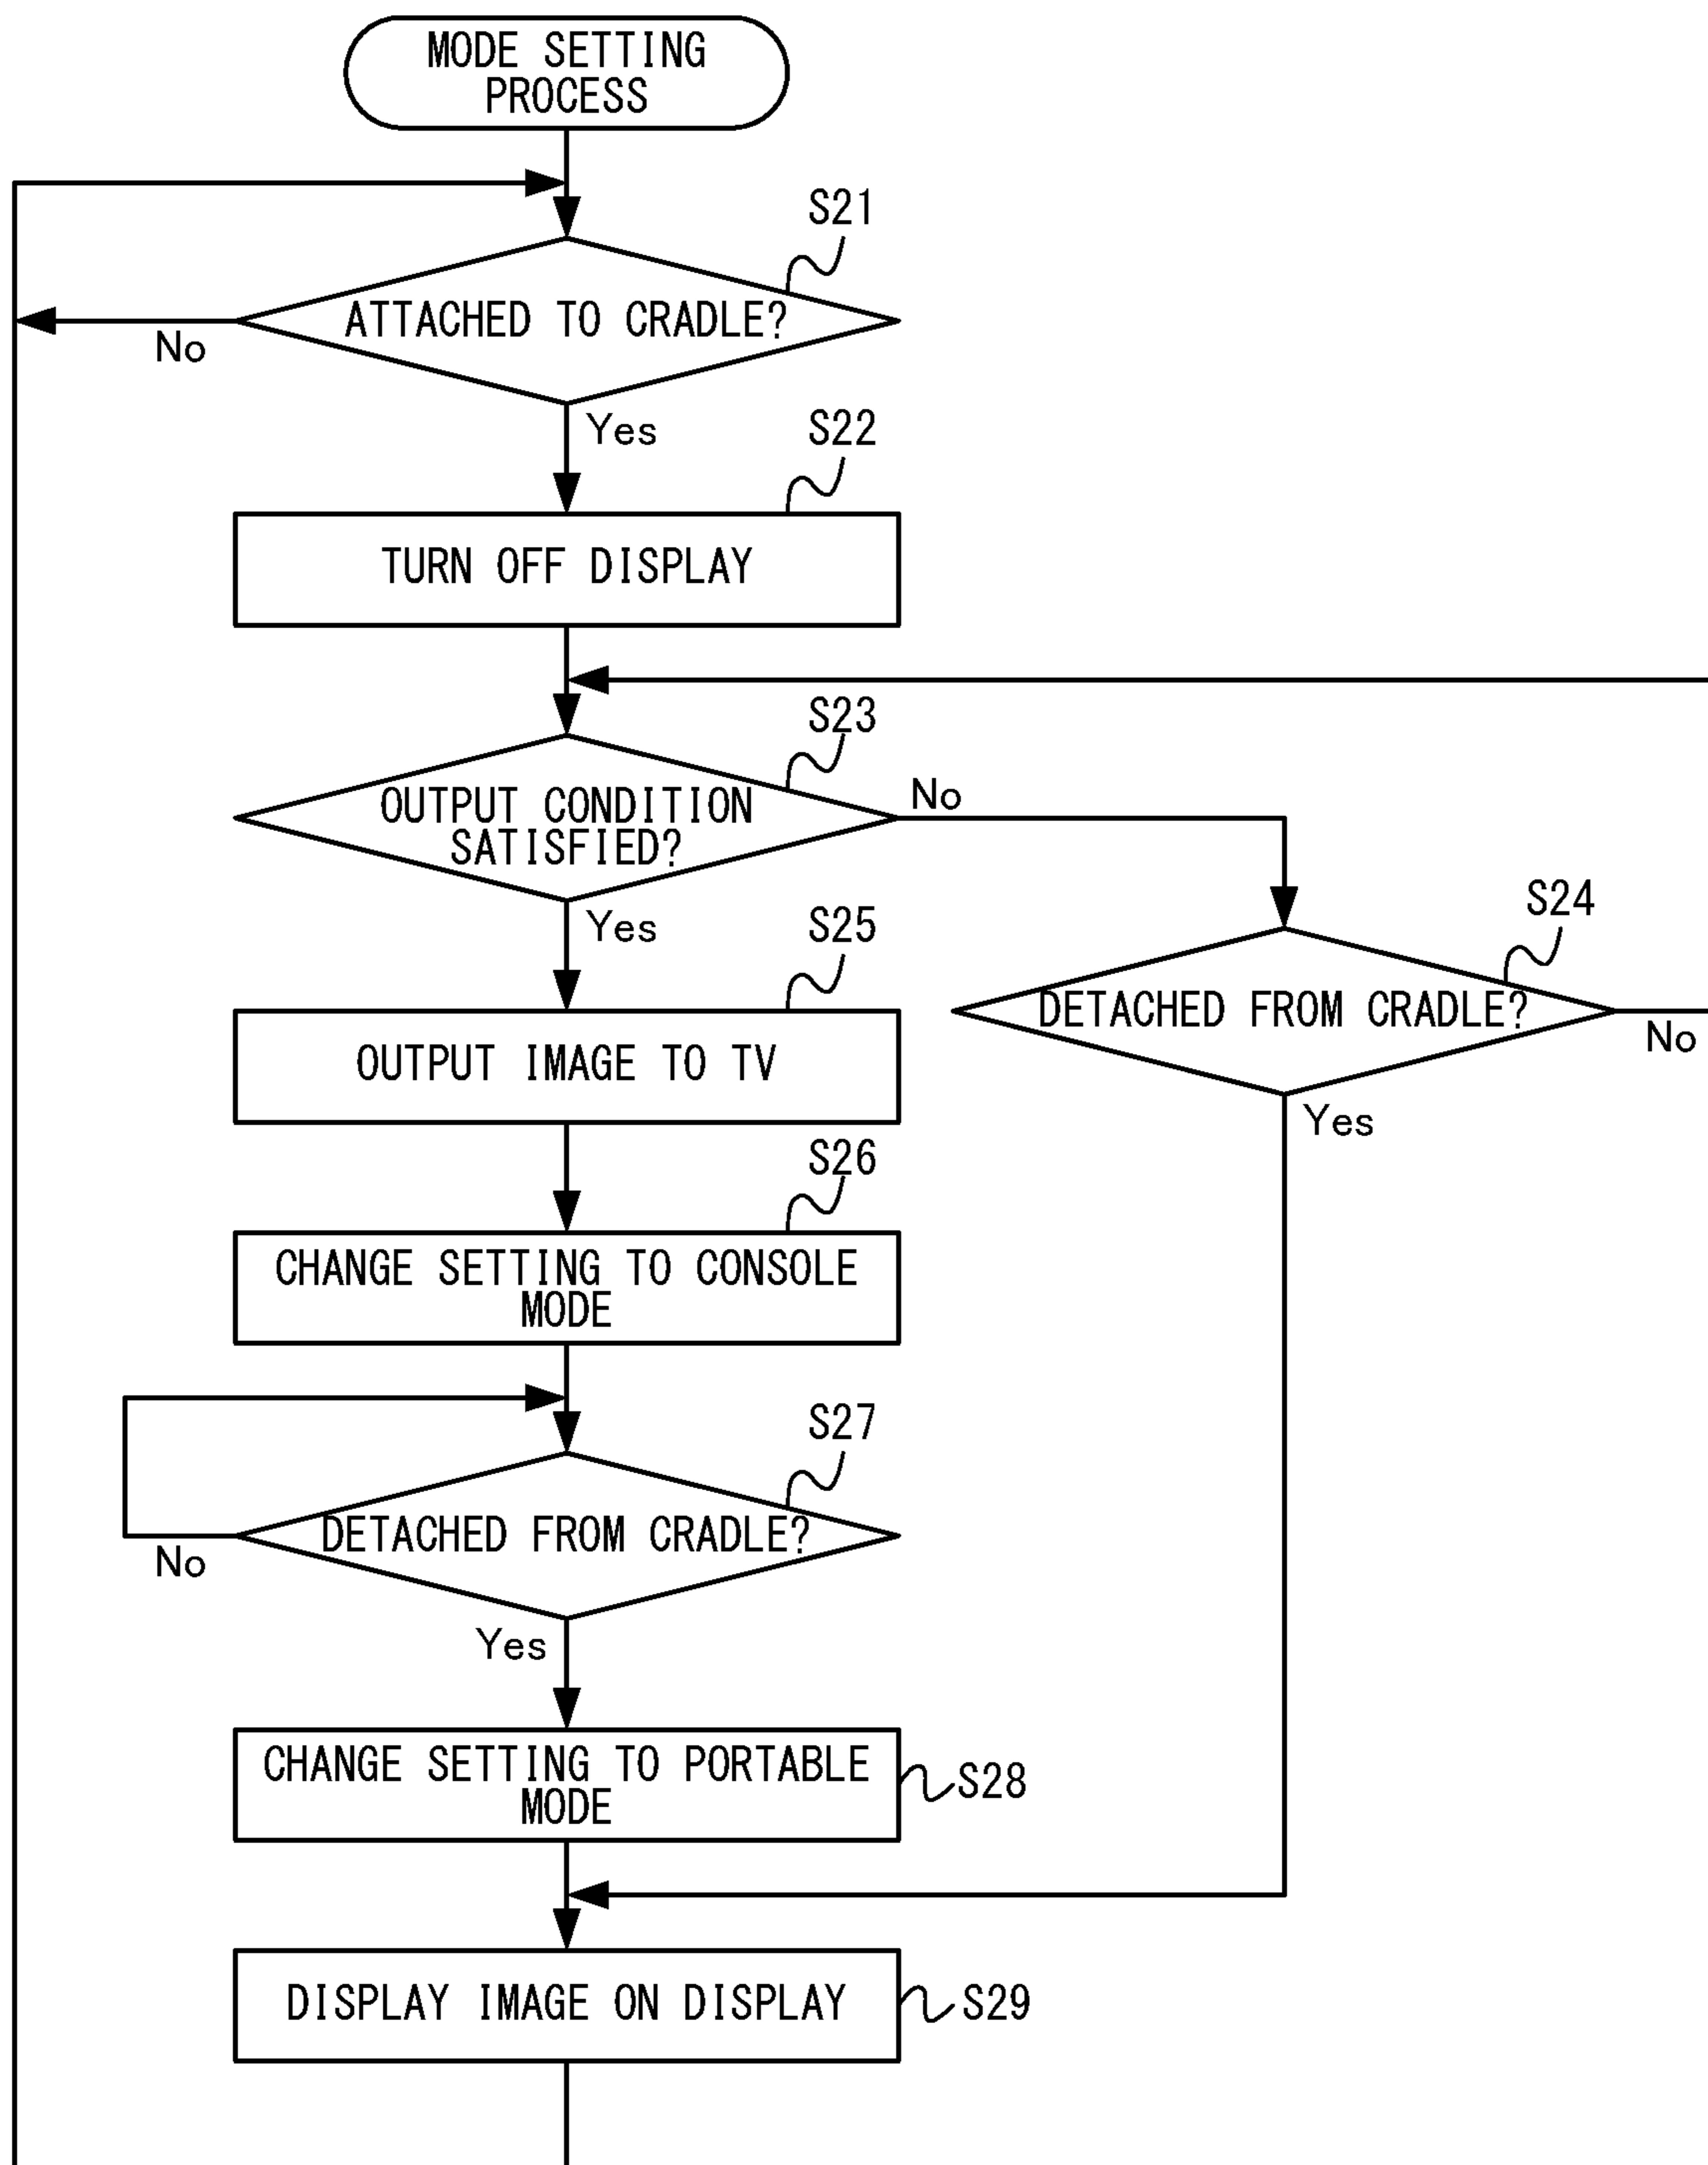 MODE SETTING
PROCESS
S21
ATTACHED TO CRADLE?
No
Yes
S22
TURN OFF DISPLAY
S23
OUTPUT CONDITION
SATISFIED?
No
Yes
S24
DETACHED FROM CRADLE?
No
Yes
S25
OUTPUT IMAGE TO TV
S26
CHANGE SETTING TO CONSOLE
MODE
S27
DETACHED FROM CRADLE?
No
Yes
CHANGE SETTING TO PORTABLE
MODE
S28
DISPLAY IMAGE ON DISPLAY
S29